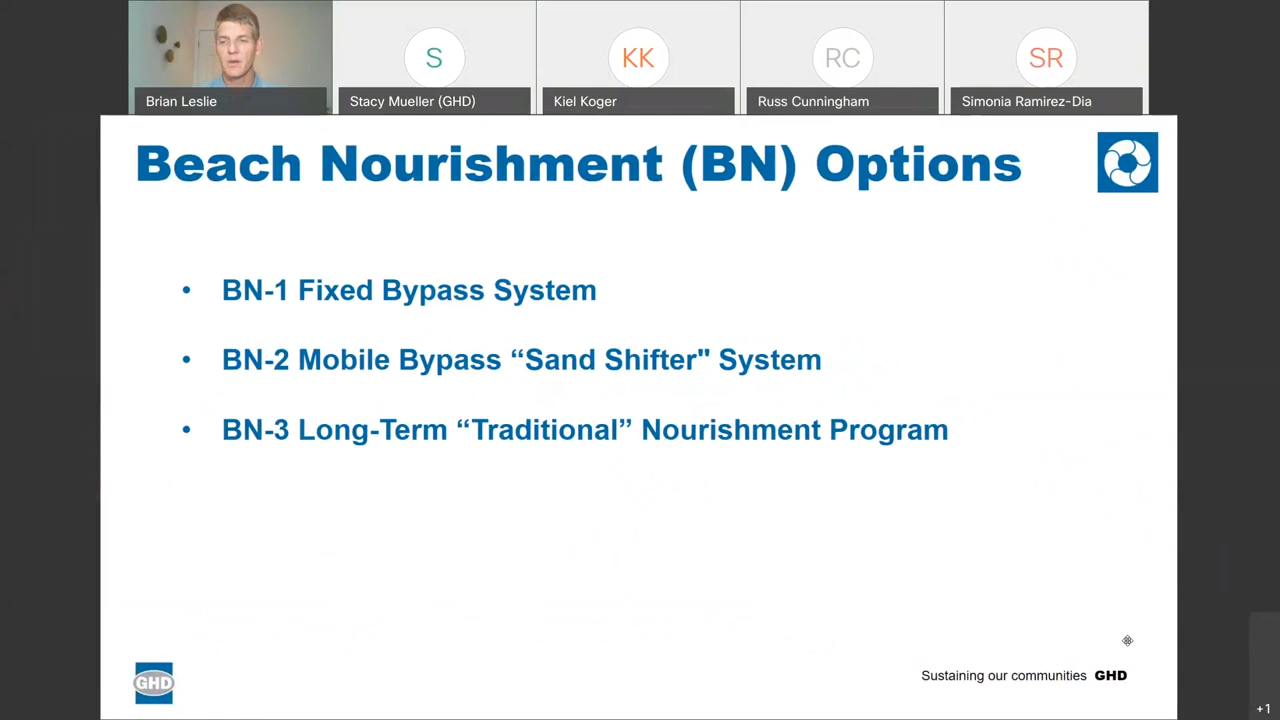 S
KK
RC
SR
Brian Leslie
Stacy Mueller (GHD)
Kiel Koger
Russ Cunningham
Simonia Ramirez-Dia
Beach Nourishment (BN) Options
• BN-1 Fixed Bypass System
• BN-2 Mobile Bypass “Sand Shifter" System
• BN-3 Long-Term “Traditional” Nourishment Program
GHD
Sustaining our communities GHD
+1